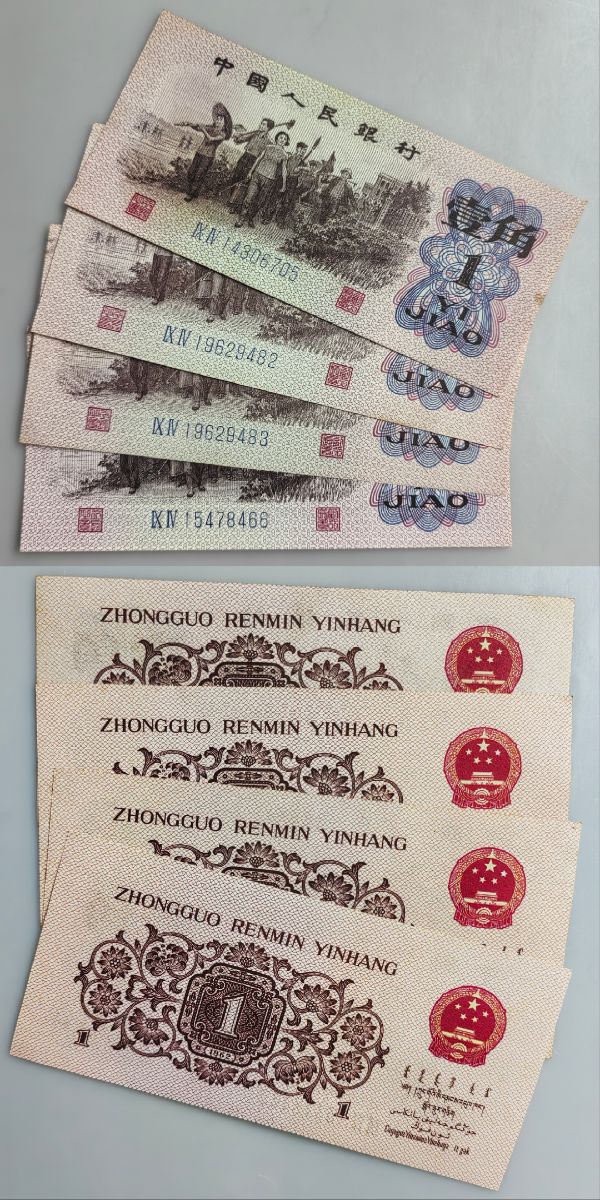 中國人民銀行
壹角
1
YI
JIAO
IX IV 14306705
IX IV 19629482
JIAO
IX IV 19629483
JIAO
IX IV 15478466
JIAO
ZHONGGUO RENMIN YINHANG
ZHONGGUO RENMIN YINHANG
ZHONGGUO RENMIN YINHANG
ZHONGGUO RENMIN YINHANG
1
1962
1
1